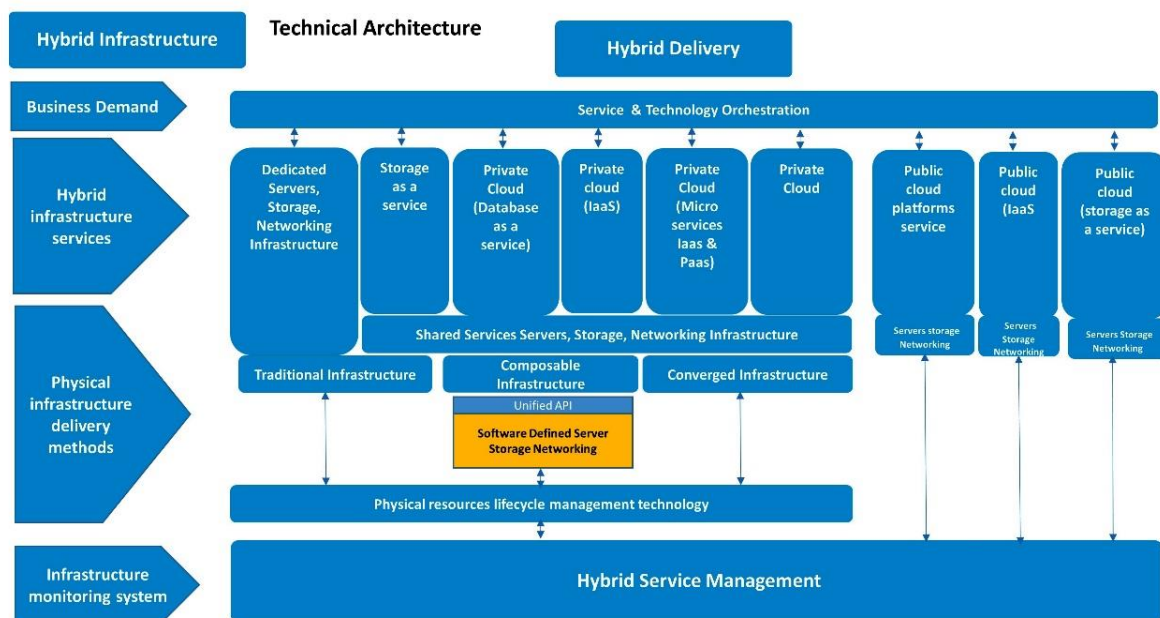 Hybrid Infrastructure
Technical Architecture
Hybrid Delivery
Business Demand
Service & Technology Orchestration
Hybrid
infrastructure
services
Dedicated
Servers,
Storage,
Networking
Infrastructure
Storage
as a
service
Private
Cloud
(Database
as a
service)
Private
cloud
(IaaS)
Private
Cloud
(Micro
services
Iaas &
Paas)
Private
Cloud
Public
cloud
platforms
service
Public
cloud
(IaaS
Public
cloud
(storage as
a service)
Shared Services Servers, Storage, Networking Infrastructure
Servers storage
Networking
Servers
Storage
Networking
Servers Storage
Networking
Physical
infrastructure
delivery
methods
Traditional Infrastructure
Composable
Infrastructure
Converged Infrastructure
Unified API
Software Defined Server
Storage Networking
Physical resources lifecycle management technology
Infrastructure
monitoring system
Hybrid Service Management